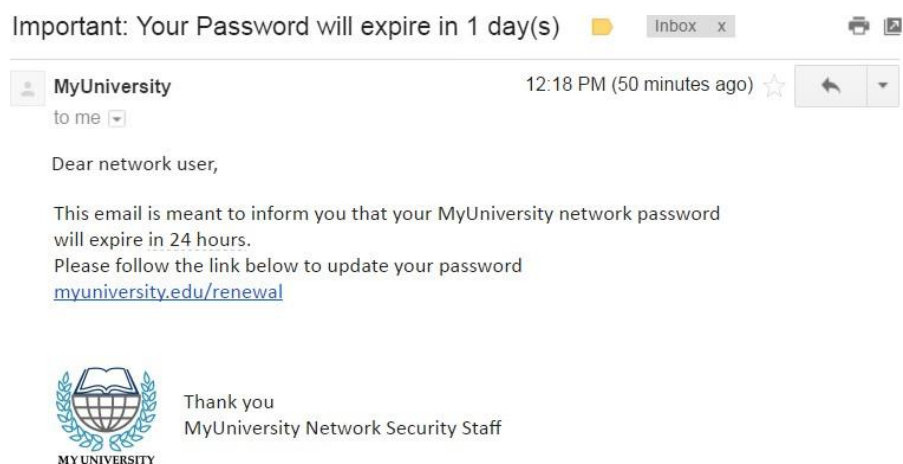 Important: Your Password will expire in 1 day(s) Inbox x
MyUniversity 12:18 PM (50 minutes ago)
to me
Dear network user,
This email is meant to inform you that your MyUniversity network password
will expire in 24 hours.
Please follow the link below to update your password
myuniversity.edu/renewal
Thank you
MyUniversity Network Security Staff
MY UNIVERSITY